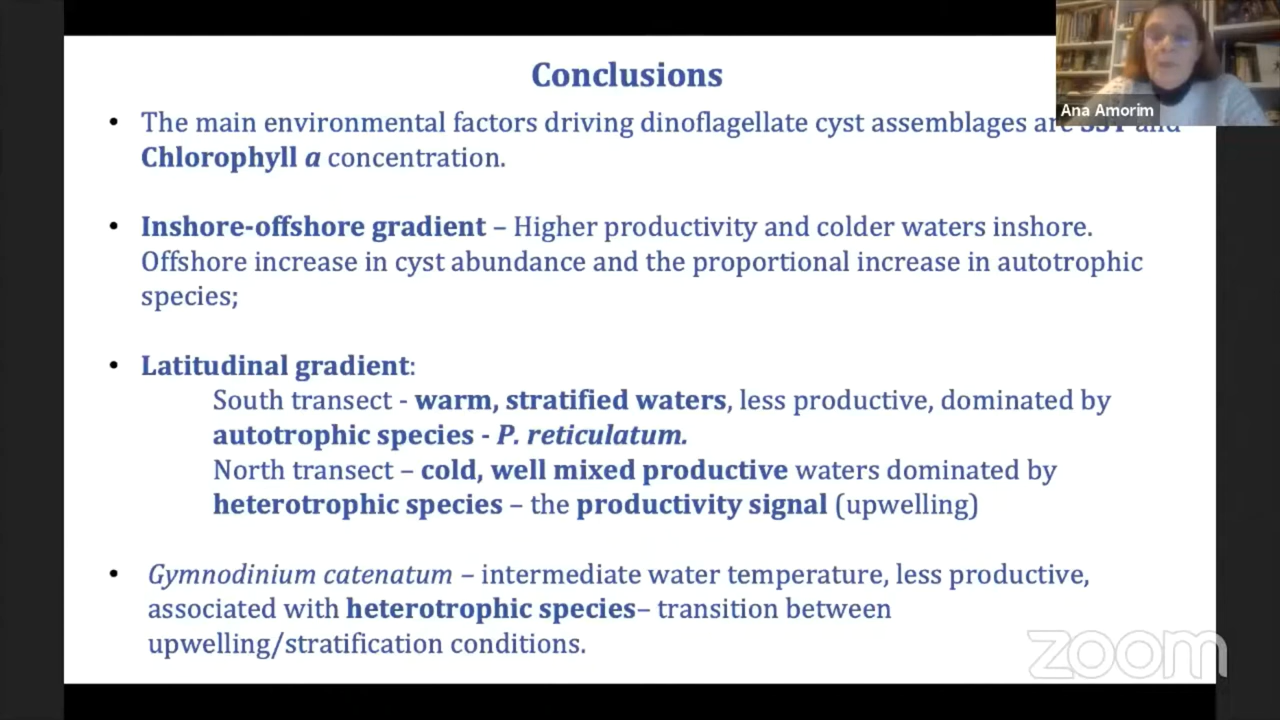 Conclusions
Ana Amorim
• The main environmental factors driving dinoflagellate cyst assemblages are SST and
Chlorophyll a concentration.
• Inshore-offshore gradient – Higher productivity and colder waters inshore.
Offshore increase in cyst abundance and the proportional increase in autotrophic
species;
• Latitudinal gradient:
South transect - warm, stratified waters, less productive, dominated by
autotrophic species - P. reticulatum.
North transect – cold, well mixed productive waters dominated by
heterotrophic species – the productivity signal (upwelling)
• Gymnodinium catenatum – intermediate water temperature, less productive,
associated with heterotrophic species– transition between
upwelling/stratification conditions.
zoom